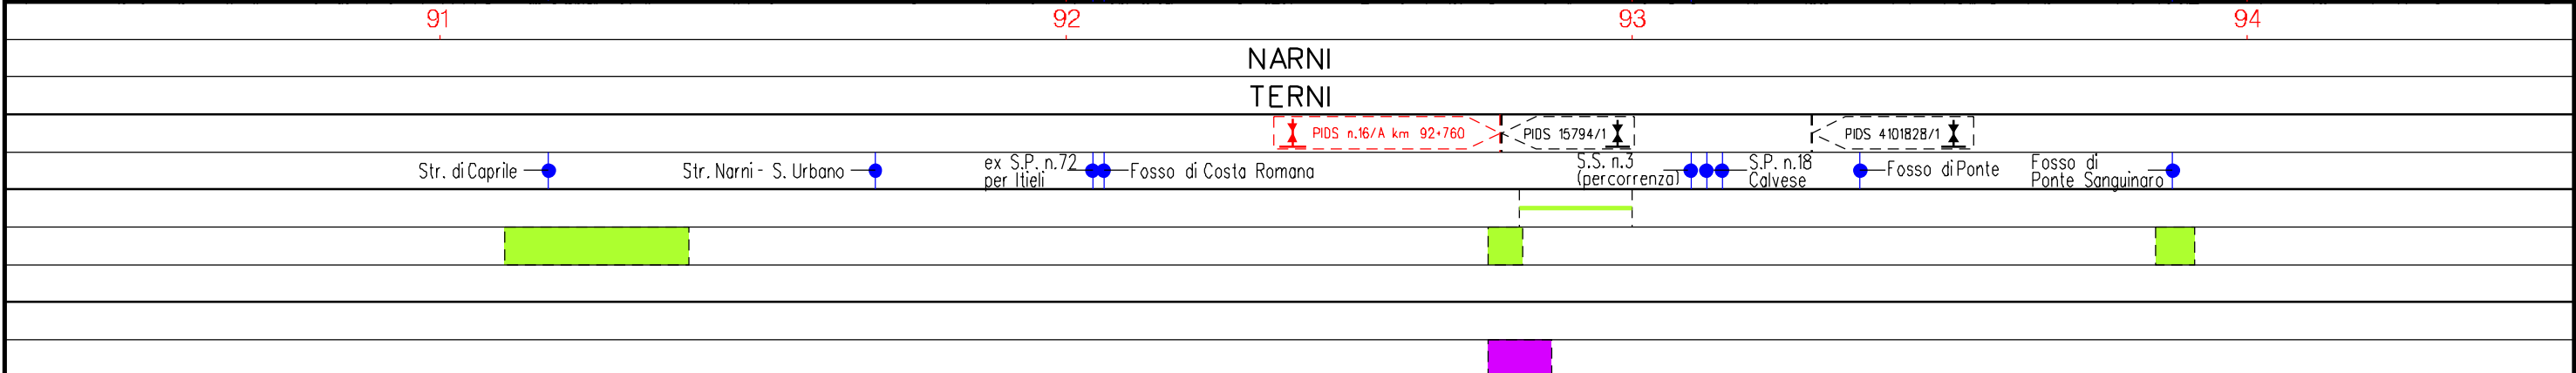 91 92 93 94
NARNI
TERNI
PIDS n.16/A km 92+760 PIDS 15794/1 PIDS 4101828/1
Str. di Caprile Str. Narni - S. Urbano ex S.P. n.72 Fosso di Costa Romana S.S. n.3 S.P. n.18 Fosso di Ponte Fosso di
per Itieli (percorrenza) Calvese Ponte Sanguinaro